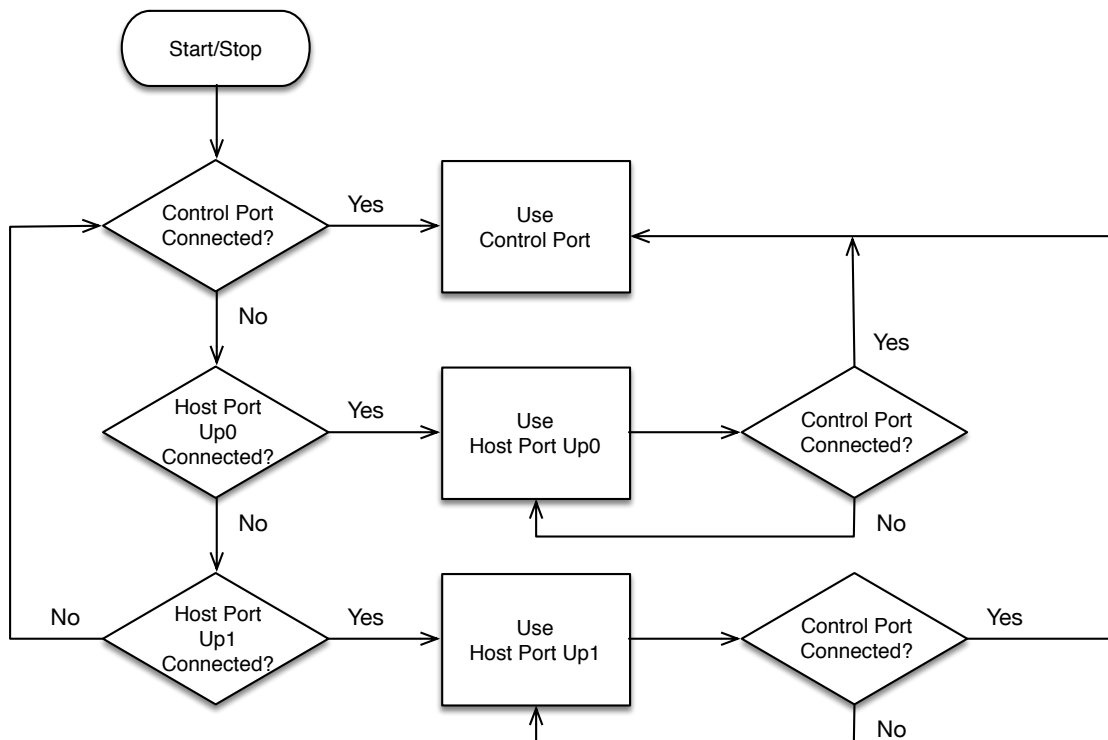 Start/Stop
Control Port
Connected?
Yes
Use
Control Port
No
Yes
Host Port
Up0
Connected?
Yes
Use
Host Port Up0
Control Port
Connected?
No
No
No
Host Port
Up1
Connected?
Yes
Use
Host Port Up1
Control Port
Connected?
Yes
No